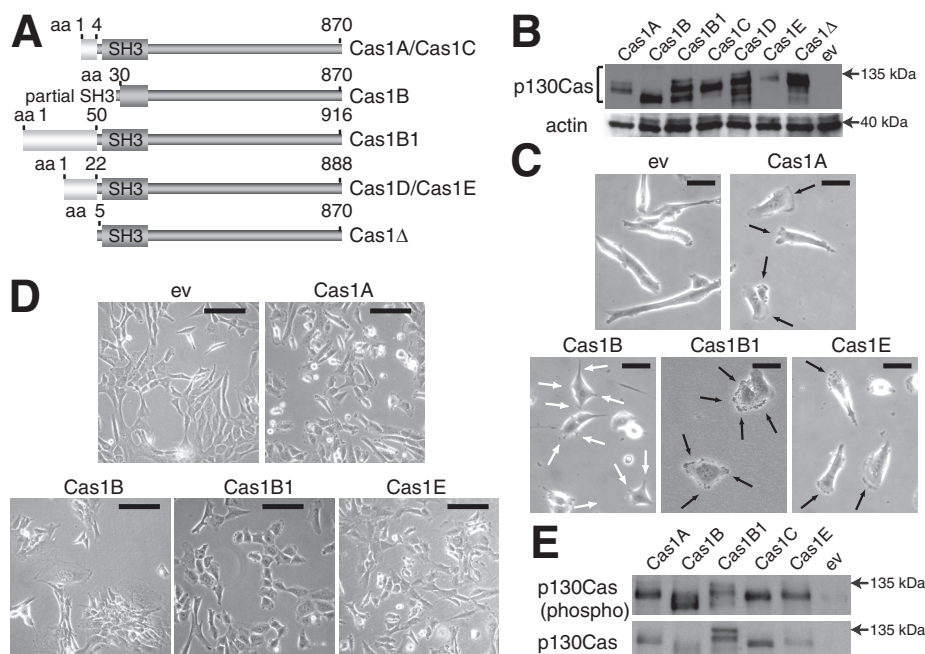 A
aa 1 4 870
SH3
Cas1A/Cas1C
aa 30 870
partial SH3
Cas1B
aa 1 50 916
SH3
Cas1B1
aa 1 22 888
SH3
Cas1D/Cas1E
aa 5 870
SH3
Cas1Δ
B
Cas1A Cas1B Cas1B1 Cas1C Cas1D Cas1E Cas1Δ ev
p130Cas
135 kDa
actin
40 kDa
C
ev Cas1A
Cas1B Cas1B1 Cas1E
D
ev Cas1A
Cas1B Cas1B1 Cas1E
E
Cas1A Cas1B Cas1B1 Cas1C Cas1E ev
p130Cas
(phospho)
135 kDa
p130Cas
135 kDa